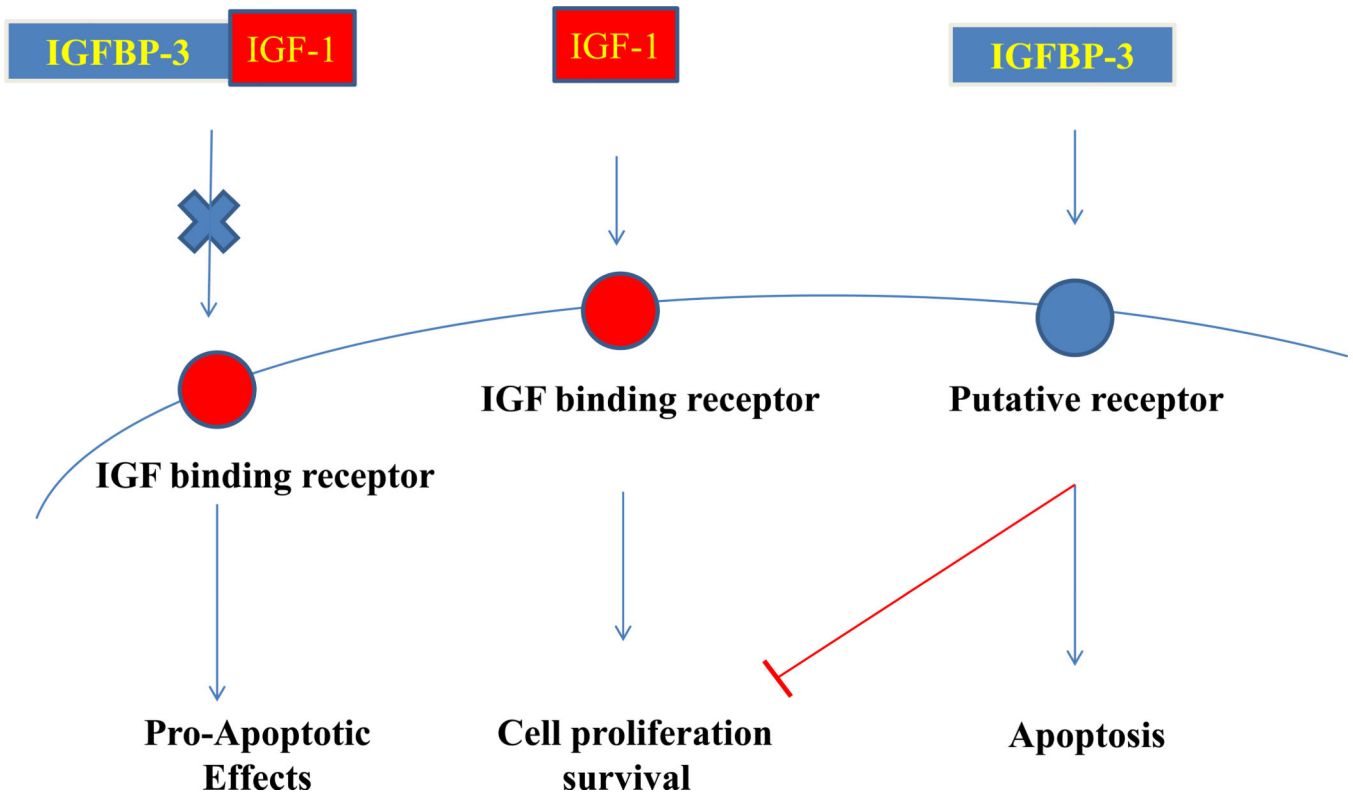 IGFBP-3
IGF-1
IGF-1
IGFBP-3
IGF binding receptor
IGF binding receptor
Putative receptor
Pro-Apoptotic
Effects
Cell proliferation
survival
Apoptosis